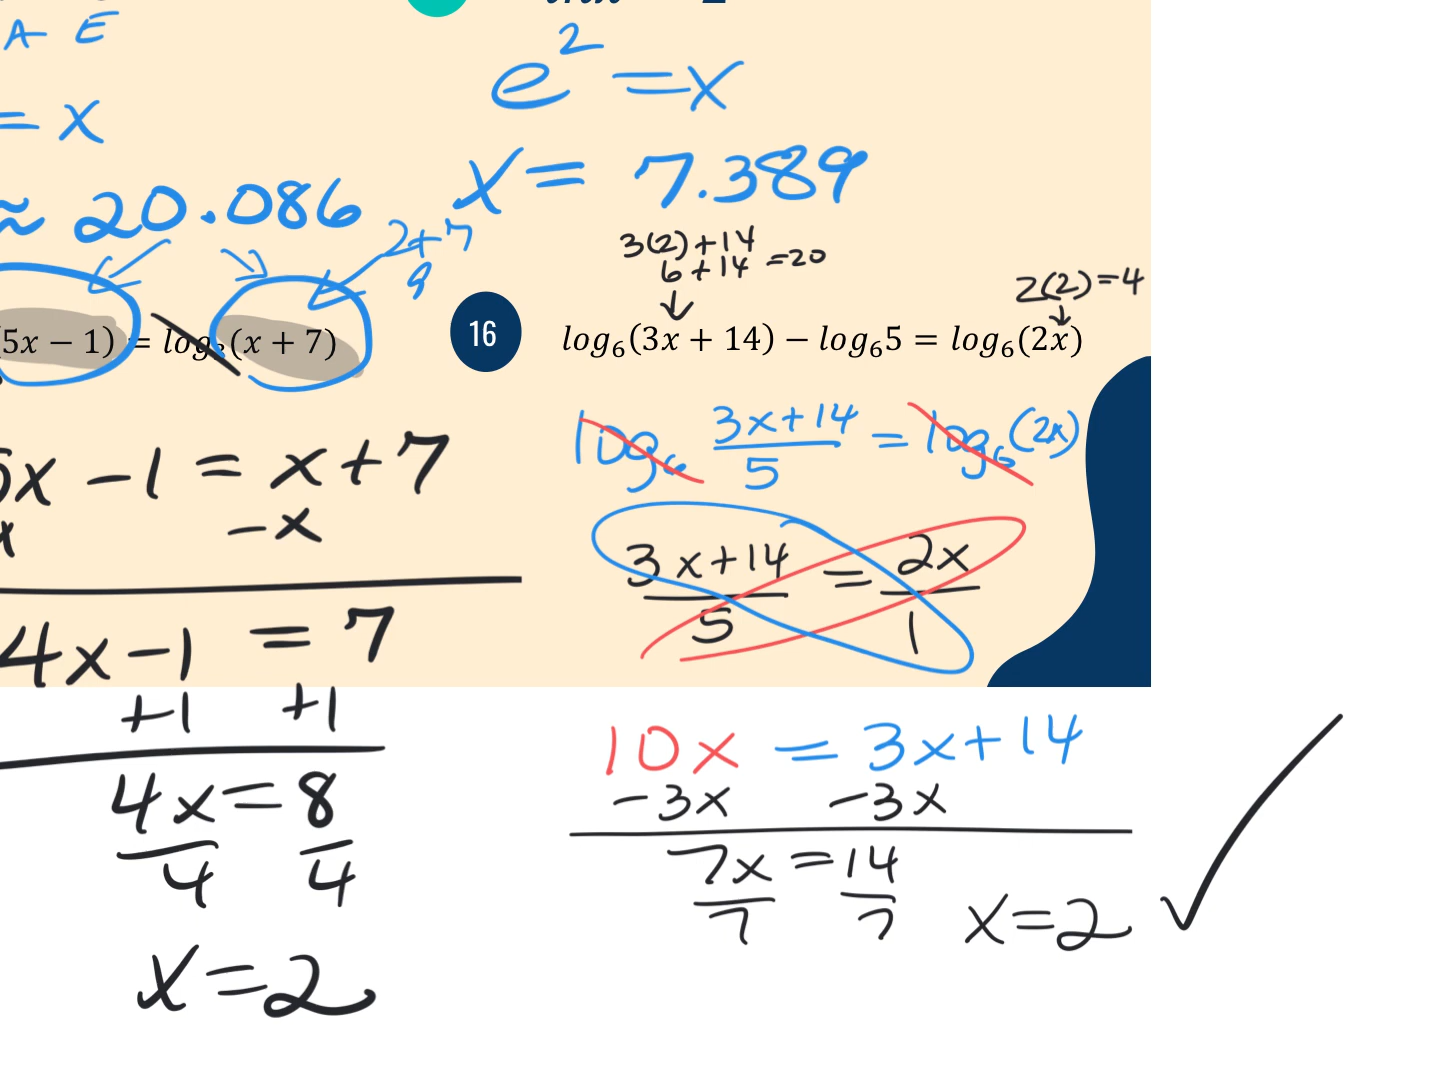 A E
= x
≈ 20.086
e² = x
x = 7.389
2+7
9
5x − 1) = log₂(x + 7)
5x −1 = x+7
x −x
4x−1 = 7
+1 +1
4x = 8
4 4
x=2
3(2)+14
6+14 =20
2(2)=4
16 log₆(3x + 14) − log₆5 = log₆(2x)
log₆ 3x+14 = log₆(2x)
5
3x+14 = 2x
5 1
10x = 3x+14
−3x −3x
7x = 14
7 7 x=2